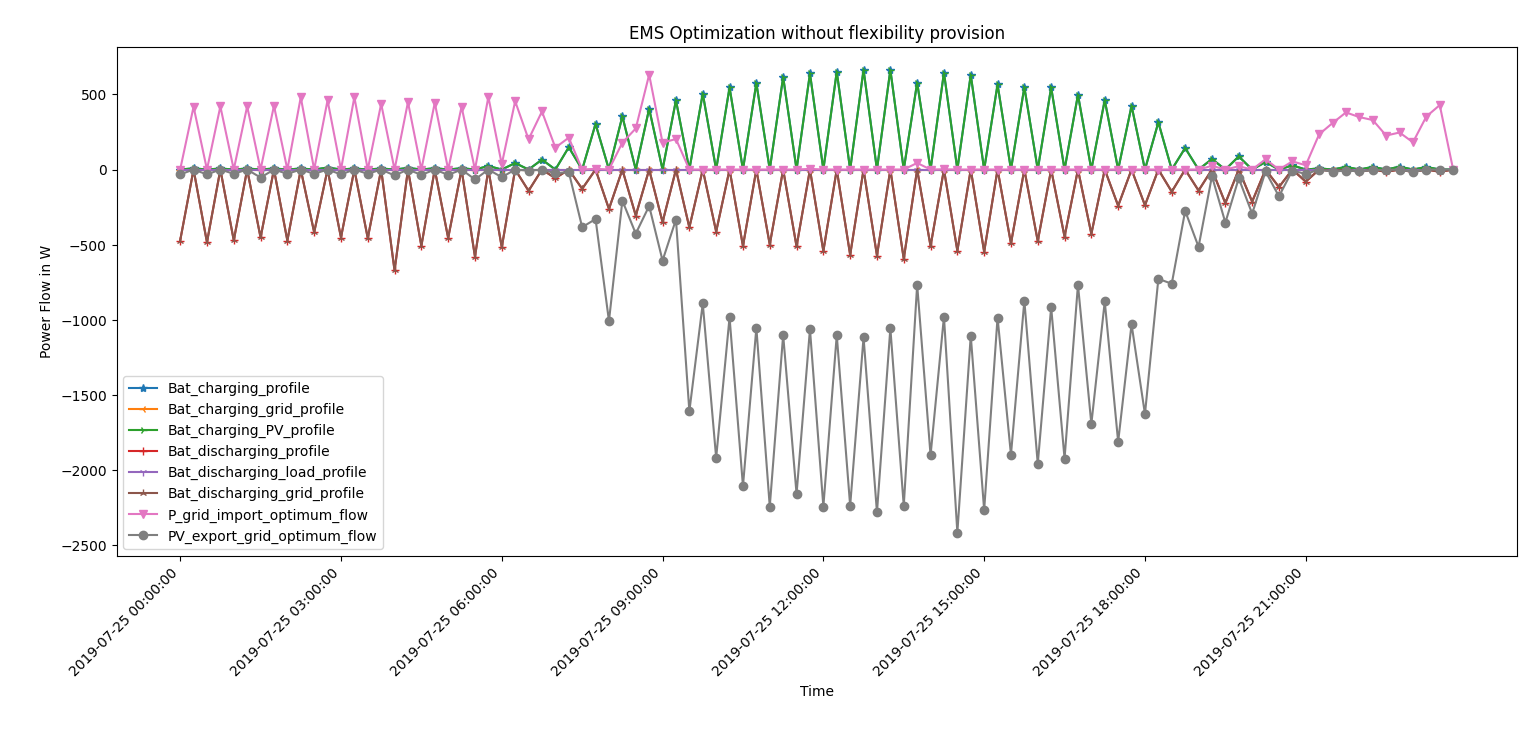 EMS Optimization without flexibility provision
Power Flow in W
500
0
−500
−1000
−1500
−2000
−2500
Bat_charging_profile
Bat_charging_grid_profile
Bat_charging_PV_profile
Bat_discharging_profile
Bat_discharging_load_profile
Bat_discharging_grid_profile
P_grid_import_optimum_flow
PV_export_grid_optimum_flow
2019-07-25 00:00:00
2019-07-25 03:00:00
2019-07-25 06:00:00
2019-07-25 09:00:00
2019-07-25 12:00:00
2019-07-25 15:00:00
2019-07-25 18:00:00
2019-07-25 21:00:00
Time